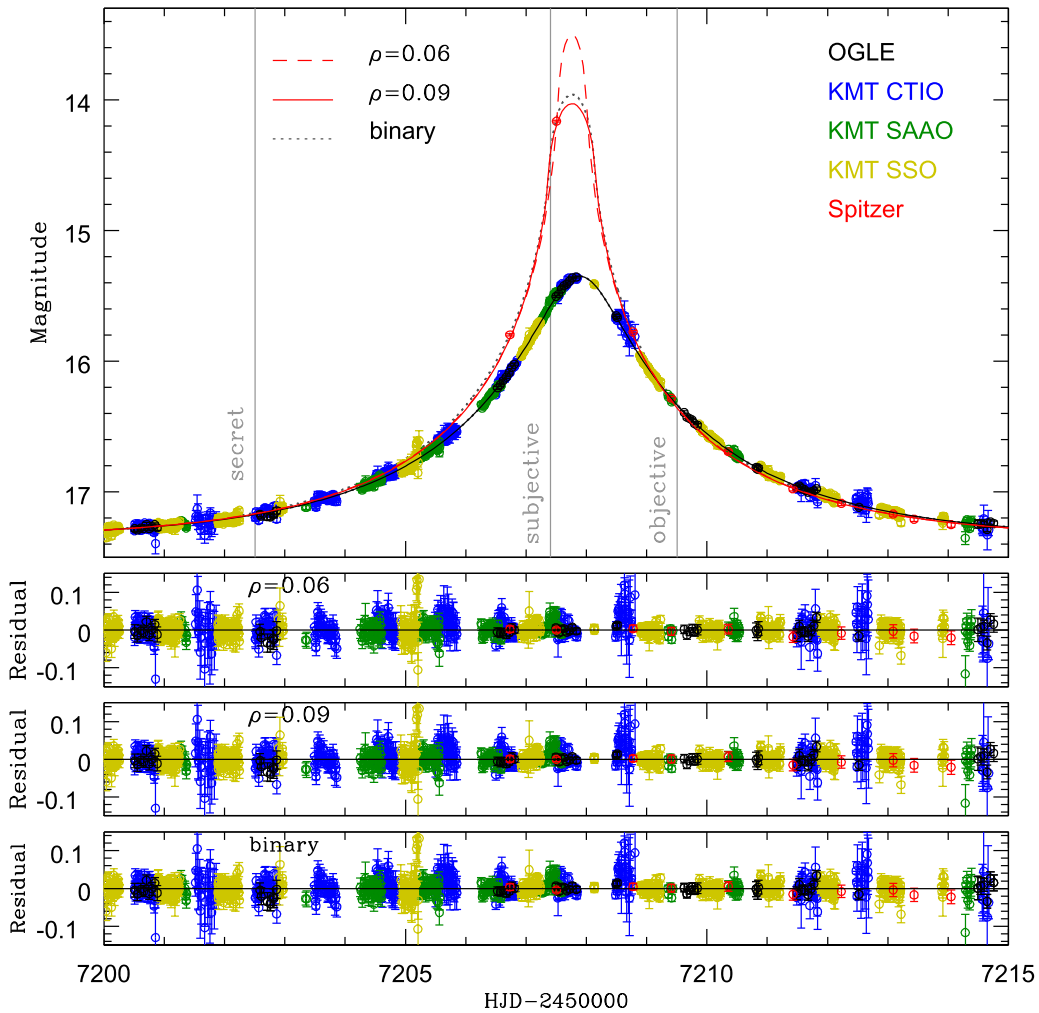 ρ=0.06
ρ=0.09
binary
OGLE
KMT CTIO
KMT SAAO
KMT SSO
Spitzer
14
15
16
17
Magnitude
secret
subjective
objective
ρ=0.06
0.1
0
-0.1
Residual
ρ=0.09
0.1
0
-0.1
Residual
binary
0.1
0
-0.1
Residual
7200
7205
7210
7215
HJD-2450000